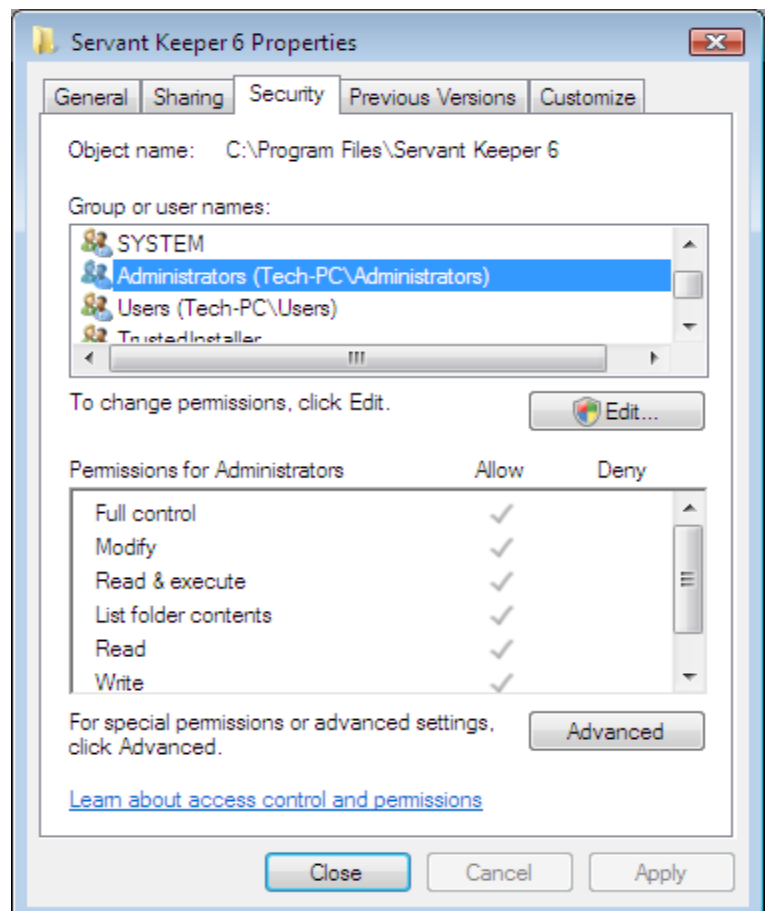 Servant Keeper 6 Properties
General Sharing Security Previous Versions Customize
Object name: C:\Program Files\Servant Keeper 6
Group or user names:
SYSTEM
Administrators (Tech-PC\Administrators)
Users (Tech-PC\Users)
TrustedInstaller
To change permissions, click Edit.
Edit...
Permissions for Administrators Allow Deny
Full control
Modify
Read & execute
List folder contents
Read
Write
For special permissions or advanced settings,
click Advanced.
Advanced
Learn about access control and permissions
Close Cancel Apply